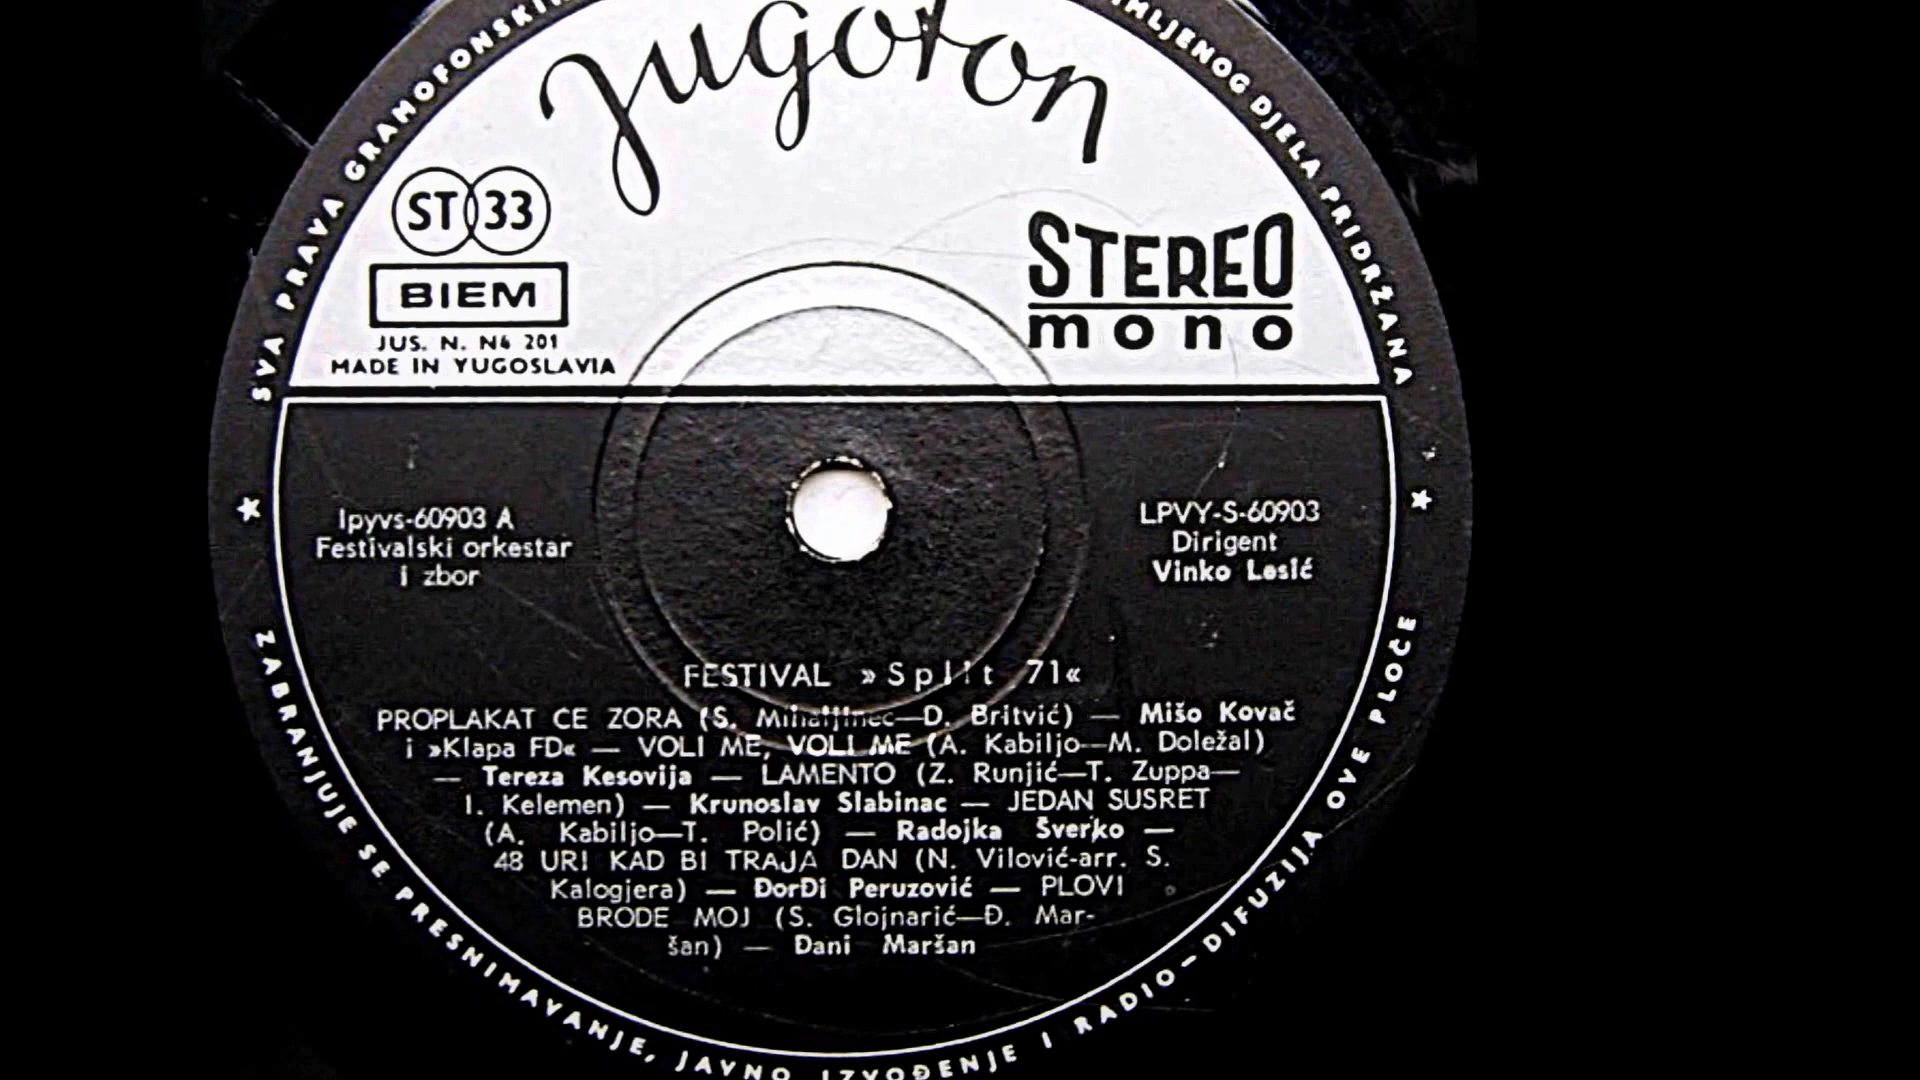 jugoton
SVA PRAVA GRAMOFONSKI
IMLJENOG DJELA PRIDRŽANA
ST 33
BIEM
JUS. N. N4 201
MADE IN YUGOSLAVIA
STEREO
mono
lpyvs-60903 A
Festivalski orkestar
i zbor
LPVY-S-60903
Dirigent
Vinko Lesić
FESTIVAL »Split 71«
PROPLAKAT CE ZORA (S. Mihaljinec—D. Britvić) — Mišo Kovač
i »Klapa FD« — VOLI ME, VOLI ME (A. Kabiljo—M. Doležal)
— Tereza Kesovija — LAMENTO (Z. Runjić—T. Zuppa—
I. Kelemen) — Krunoslav Slabinac — JEDAN SUSRET
(A. Kabiljo—T. Polić) — Radojka Šverko —
48 URI KAD BI TRAJA DAN (N. Vilović-arr. S.
Kalogjera) — ĐorĐi Peruzović — PLOVI
BRODE MOJ (S. Glojnarić—Đ. Mar-
šan) — Dani Maršan
ZABRANJUJE SE PRESNIMAVANJE, JAVNO IZVOĐENJE I RADIO-DIFUZIJA OVE PLOČE